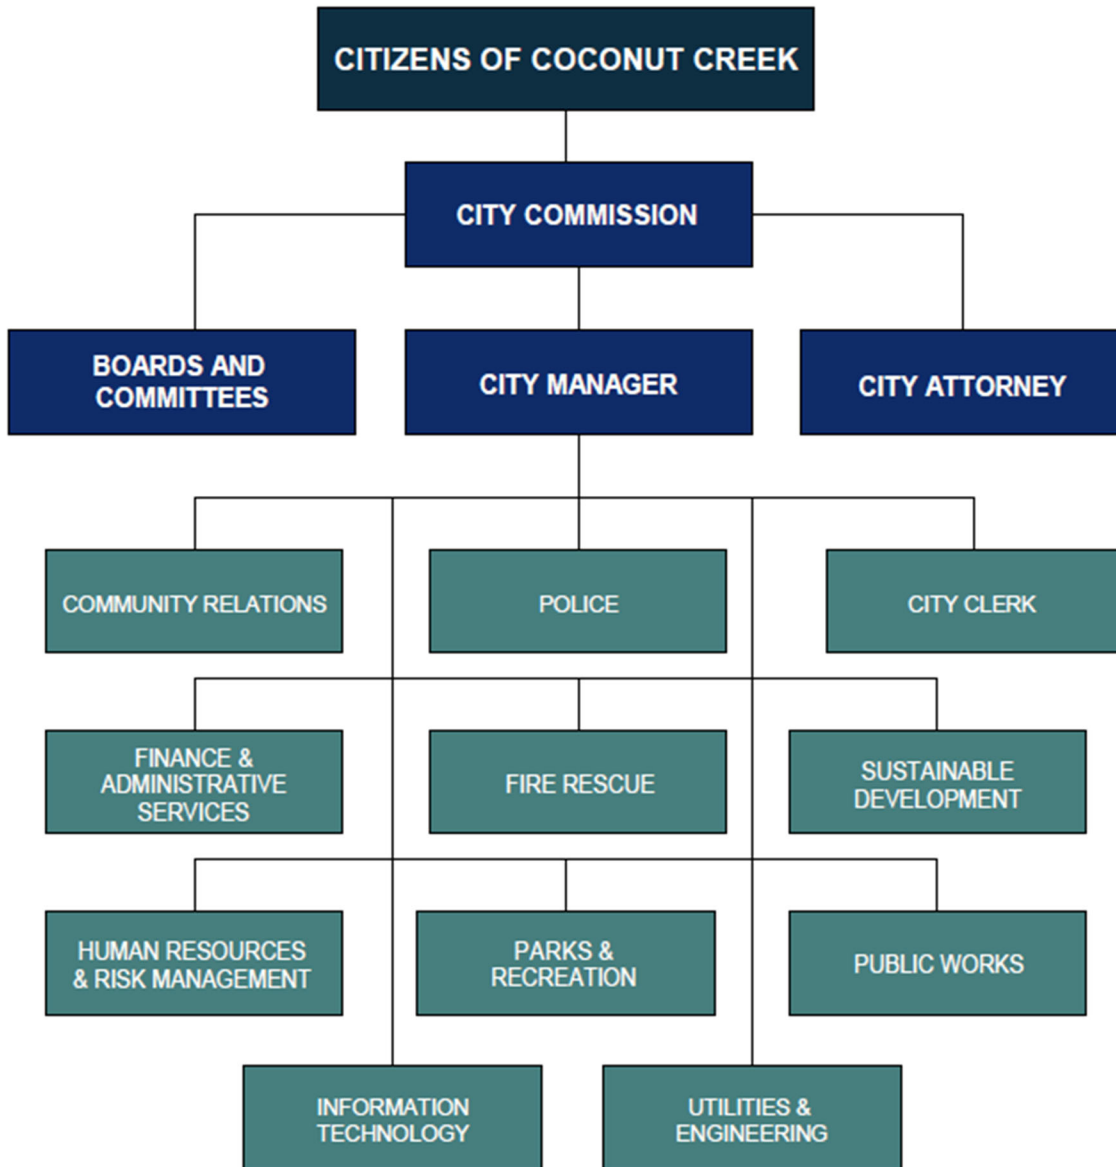 CITIZENS OF COCONUT CREEK
CITY COMMISSION
BOARDS AND
COMMITTEES
CITY MANAGER
CITY ATTORNEY
COMMUNITY RELATIONS
POLICE
CITY CLERK
FINANCE &
ADMINISTRATIVE
SERVICES
FIRE RESCUE
SUSTAINABLE
DEVELOPMENT
HUMAN RESOURCES
& RISK MANAGEMENT
PARKS &
RECREATION
PUBLIC WORKS
INFORMATION
TECHNOLOGY
UTILITIES &
ENGINEERING